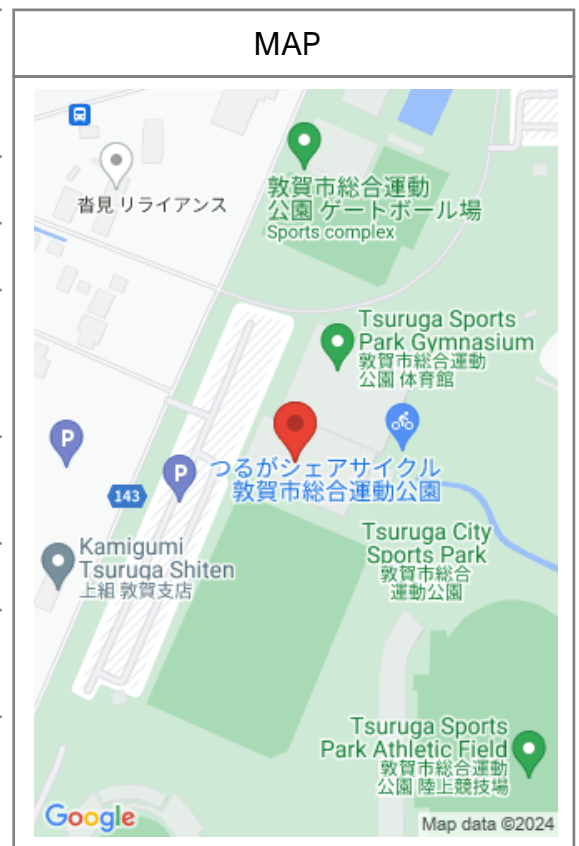 MAP
沓見 リライアンス
敦賀市総合運動
公園 ゲートボール場
Sports complex
Tsuruga Sports
Park Gymnasium
敦賀市総合運動
公園 体育館
P
P
143
つるがシェアサイクル
敦賀市総合運動公園
Tsuruga City
Sports Park
敦賀市総合
運動公園
Kamigumi
Tsuruga Shiten
上組 敦賀支店
Tsuruga Sports
Park Athletic Field
敦賀市総合運動
公園 陸上競技場
Google
Map data ©2024